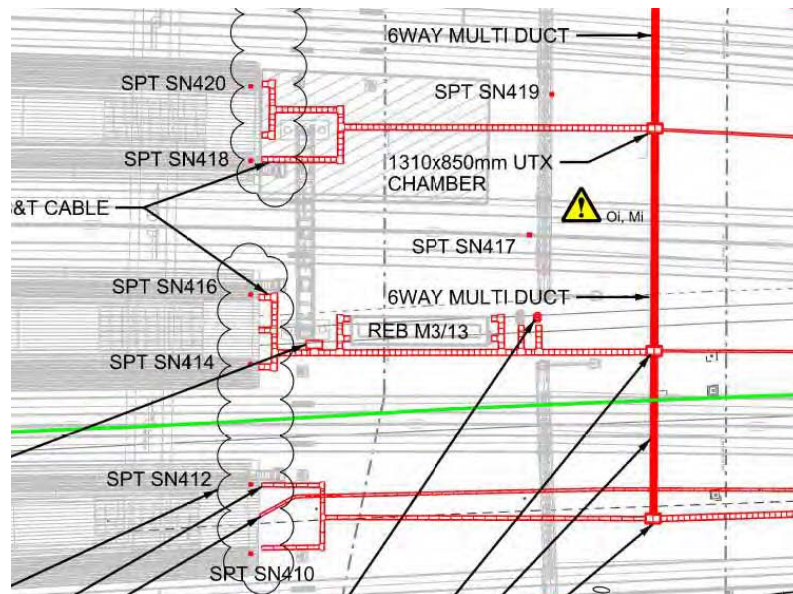 6WAY MULTI DUCT
SPT SN420
SPT SN419
SPT SN418
1310x850mm UTX
CHAMBER
&T CABLE
Oi, Mi
SPT SN417
SPT SN416
6WAY MULTI DUCT
REB M3/13
SPT SN414
SPT SN412
SPT SN410